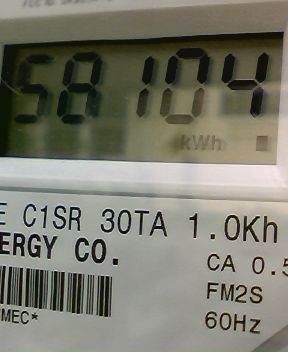 58104
kWh
E C1SR 30TA 1.0Kh
ERGY CO.
CA 0.5
FM2S
MEC*
60Hz